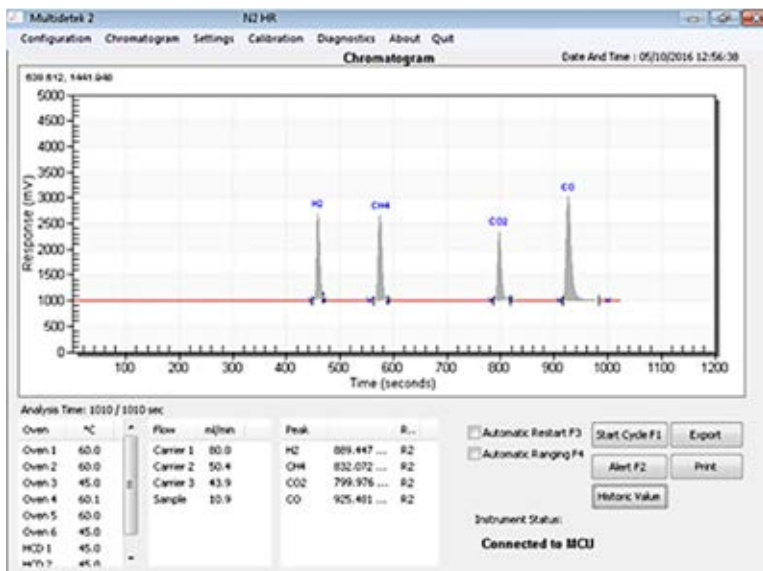 Multidetek 2 N2 HR
Configuration Chromatogram Settings Calibration Diagnostics About Quit
Chromatogram Date And Time : 05/10/2016 12:56:38
5000
4500
4000
3500
3000
2500
2000
1500
1000
500
0
Response (mV)
H2 CH4 CO2 CO
100 200 300 400 500 600 700 800 900 1000 1100 1200
Time (seconds)
Analysis Time: 1010 / 1010 sec
Oven °C Flow ml/mn Peak R..
Oven 1 60.0 Carrier 1 80.0 H2 889.447 ... R2
Oven 2 60.0 Carrier 2 50.4 CH4 832.072 ... R2
Oven 3 45.0 Carrier 3 43.9 CO2 799.976 ... R2
Oven 4 60.1 Sample 10.9 CO 925.481 ... R2
Oven 5 60.0
Oven 6 45.0
HCD 1 45.0
Automatic Restart F3 Start Cycle F1 Export
Automatic Ranging F4 Alert F2 Print
Historic Value
Instrument Status:
Connected to MCU